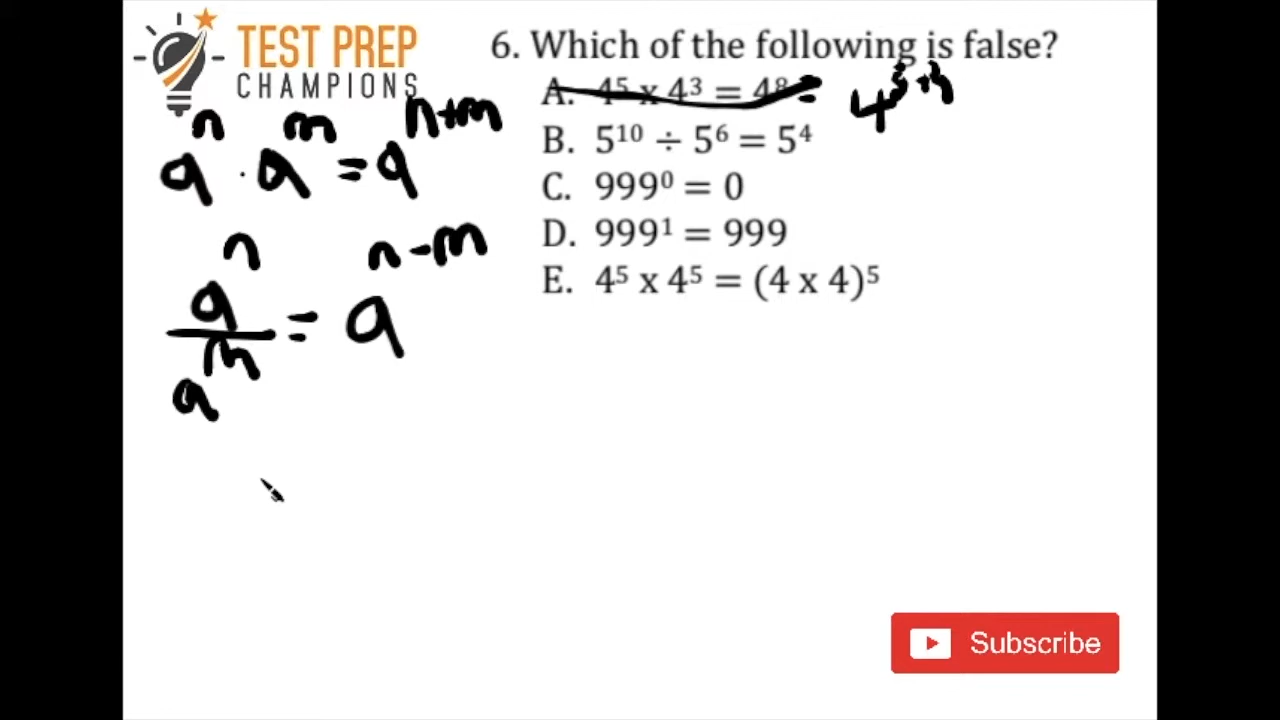 TEST PREP
CHAMPIONS
6. Which of the following is false?
A. 4⁵ x 4³ = 4⁸ = 4⁵⁺³
B. 5¹⁰ ÷ 5⁶ = 5⁴
C. 999⁰ = 0
D. 999¹ = 999
E. 4⁵ x 4⁵ = (4 x 4)⁵
aⁿ · aᵐ = aⁿ⁺ᵐ
aⁿ/aᵐ = aⁿ⁻ᵐ
Subscribe